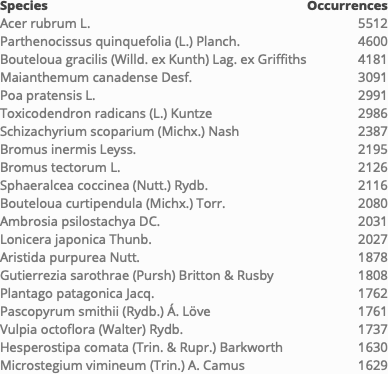 Species Occurrences
Acer rubrum L. 5512
Parthenocissus quinquefolia (L.) Planch. 4600
Bouteloua gracilis (Willd. ex Kunth) Lag. ex Griffiths 4181
Maianthemum canadense Desf. 3091
Poa pratensis L. 2991
Toxicodendron radicans (L.) Kuntze 2986
Schizachyrium scoparium (Michx.) Nash 2387
Bromus inermis Leyss. 2195
Bromus tectorum L. 2126
Sphaeralcea coccinea (Nutt.) Rydb. 2116
Bouteloua curtipendula (Michx.) Torr. 2080
Ambrosia psilostachya DC. 2031
Lonicera japonica Thunb. 2027
Aristida purpurea Nutt. 1878
Gutierrezia sarothrae (Pursh) Britton & Rusby 1808
Plantago patagonica Jacq. 1762
Pascopyrum smithii (Rydb.) Á. Löve 1761
Vulpia octoflora (Walter) Rydb. 1737
Hesperostipa comata (Trin. & Rupr.) Barkworth 1630
Microstegium vimineum (Trin.) A. Camus 1629